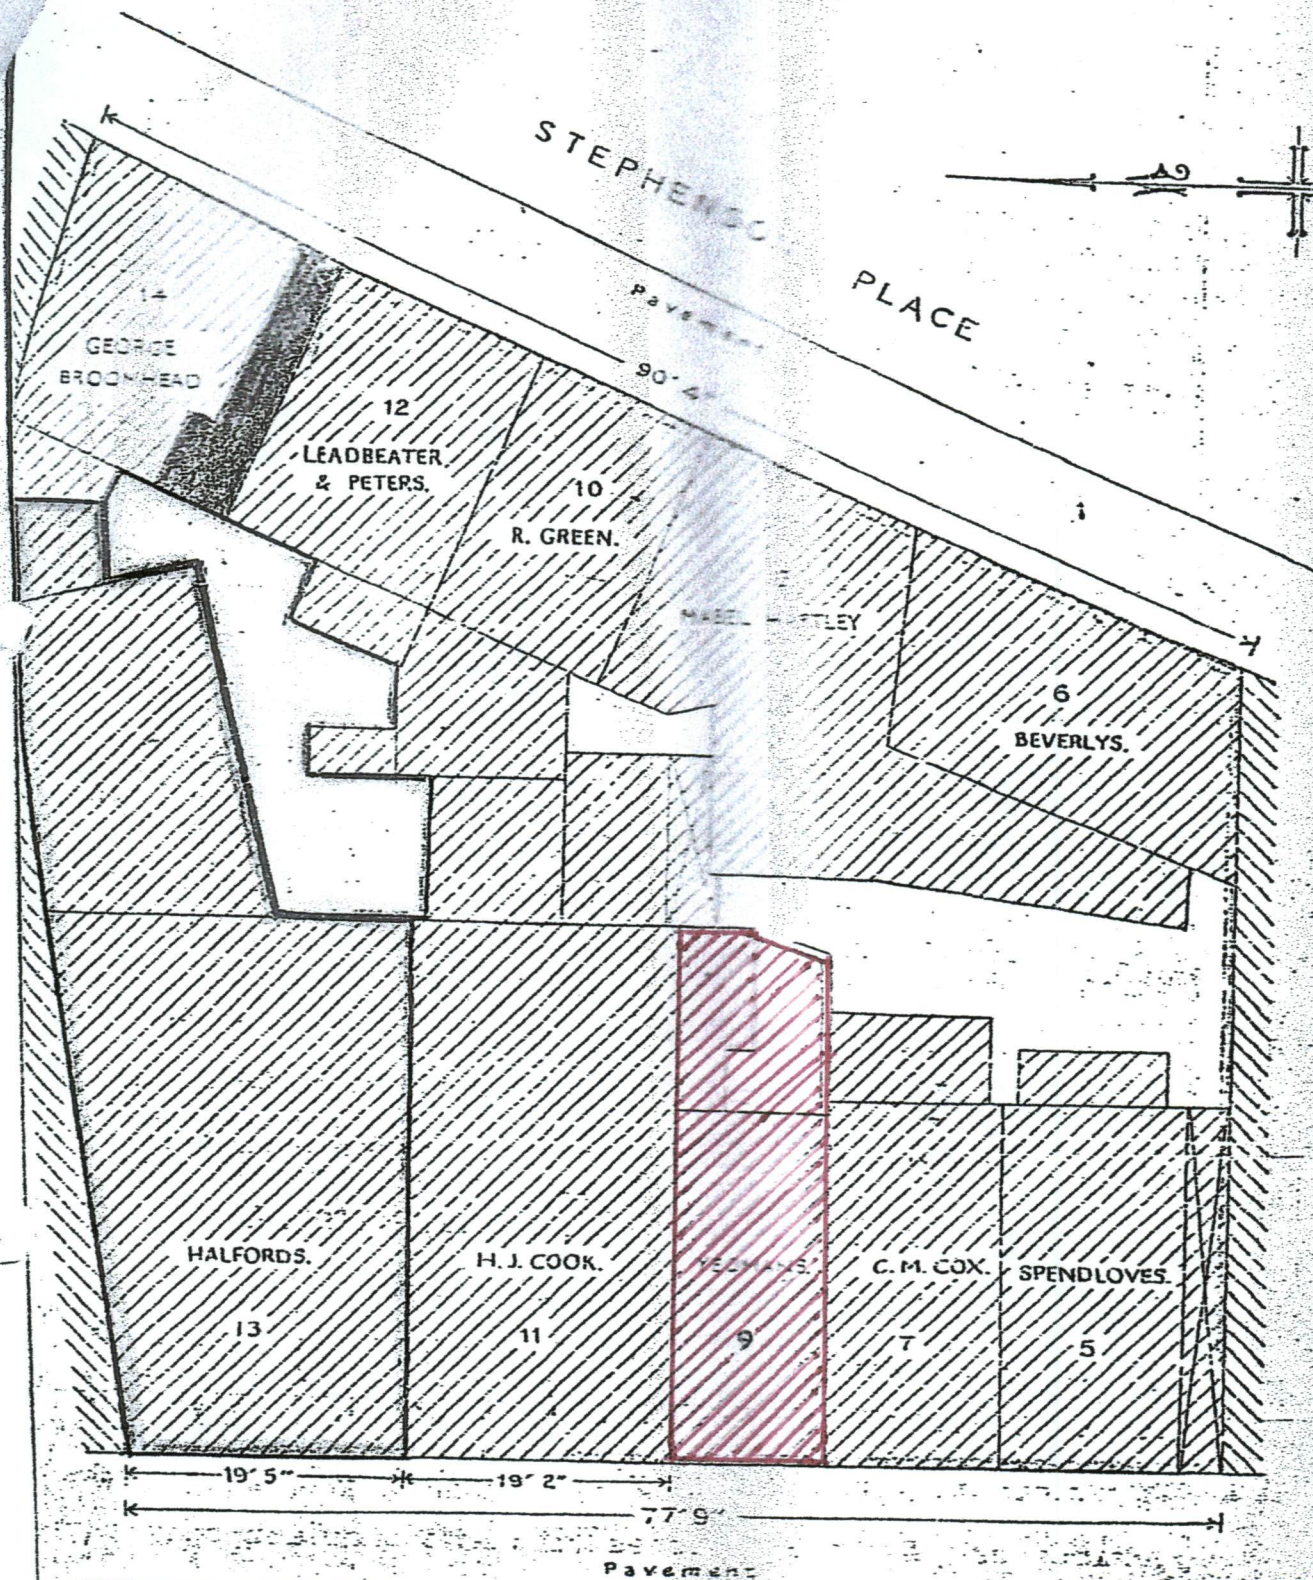 STEPHENSO
PLACE
Pavement
90' 4"
14
GEORGE
BROOMHEAD
12
LEADBEATER
& PETERS.
10
R. GREEN.
6
BEVERLYS.
HALFORDS.
13
H. J. COOK.
11
YEOMANS.
9
C. M. COX.
7
SPENDLOVES.
5
19' 5"
19' 2"
77' 9"
Pavement